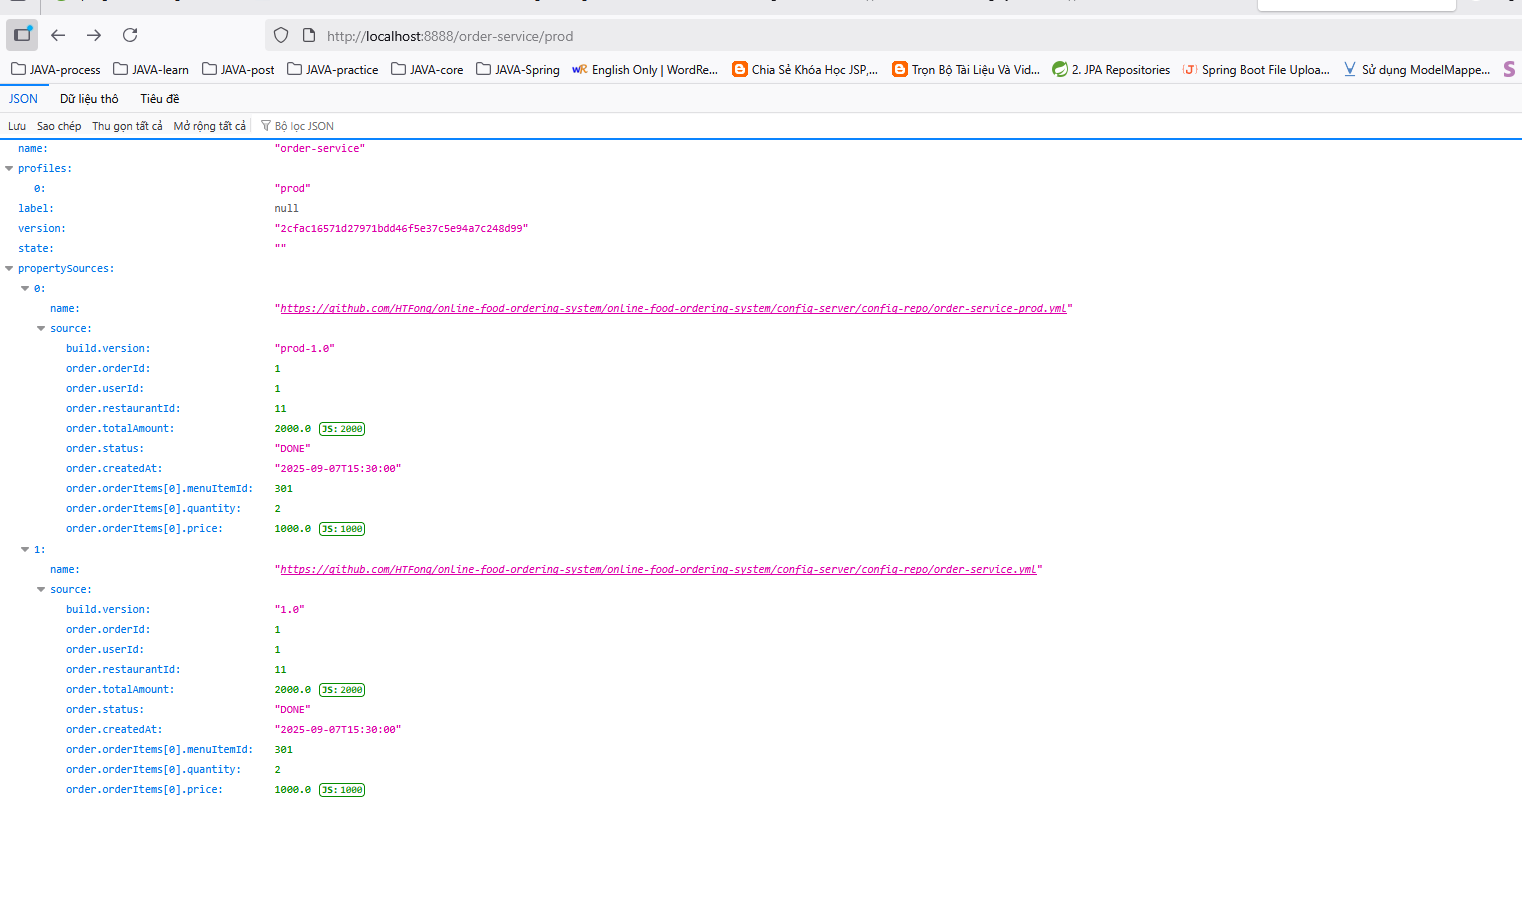 http://localhost:8888/order-service/prod
JAVA-process JAVA-learn JAVA-post JAVA-practice JAVA-core JAVA-Spring wR English Only | WordRe... Chia Sẻ Khóa Học JSP,... Trọn Bộ Tài Liệu Và Vid... 2. JPA Repositories Spring Boot File Uploa... Sử dụng ModelMappe... S
JSON Dữ liệu thô Tiêu đề
Lưu Sao chép Thu gọn tất cả Mở rộng tất cả Bộ lọc JSON
name: "order-service"
profiles:
0: "prod"
label: null
version: "2cfac16571d27971bdd46f5e37c5e94a7c248d99"
state: ""
propertySources:
0:
name: "https://github.com/HTFong/online-food-ordering-system/online-food-ordering-system/config-server/config-repo/order-service-prod.yml"
source:
build.version: "prod-1.0"
order.orderId: 1
order.userId: 1
order.restaurantId: 11
order.totalAmount: 2000.0 JS: 2000
order.status: "DONE"
order.createdAt: "2025-09-07T15:30:00"
order.orderItems[0].menuItemId: 301
order.orderItems[0].quantity: 2
order.orderItems[0].price: 1000.0 JS: 1000
1:
name: "https://github.com/HTFong/online-food-ordering-system/online-food-ordering-system/config-server/config-repo/order-service.yml"
source:
build.version: "1.0"
order.orderId: 1
order.userId: 1
order.restaurantId: 11
order.totalAmount: 2000.0 JS: 2000
order.status: "DONE"
order.createdAt: "2025-09-07T15:30:00"
order.orderItems[0].menuItemId: 301
order.orderItems[0].quantity: 2
order.orderItems[0].price: 1000.0 JS: 1000